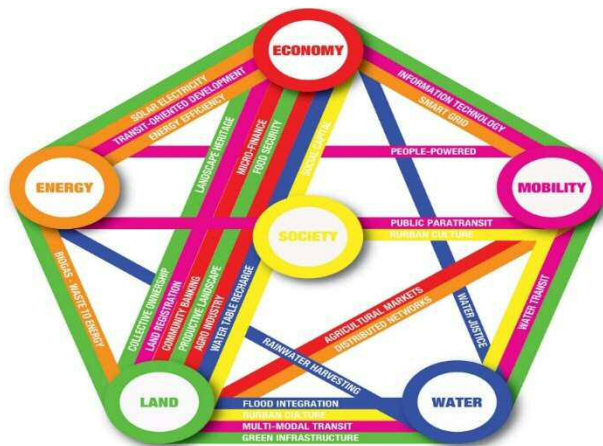 ECONOMY
SOLAR ELECTRICITY
TRANSIT-ORIENTED DEVELOPMENT
ENERGY EFFICIENCY
INFORMATION TECHNOLOGY
SMART GRID
LANDSCAPE HERITAGE
MICRO-FINANCE
FOOD SECURITY
SOCIAL CAPITAL
PEOPLE-POWERED
ENERGY
MOBILITY
SOCIETY
PUBLIC PARATRANSIT
RURBAN CULTURE
BIOGAS - WASTE TO ENERGY
COLLECTIVE OWNERSHIP
LAND REGISTRATION
COMMUNITY BANKING
PRODUCTIVE LANDSCAPE
AGRO INDUSTRY
WATER TABLE RECHARGE
RAINWATER HARVESTING
AGRICULTURAL MARKETS
DISTRIBUTED NETWORKS
WATER JUSTICE
WATER TRANSIT
LAND
WATER
FLOOD INTEGRATION
RURBAN CULTURE
MULTI-MODAL TRANSIT
GREEN INFRASTRUCTURE